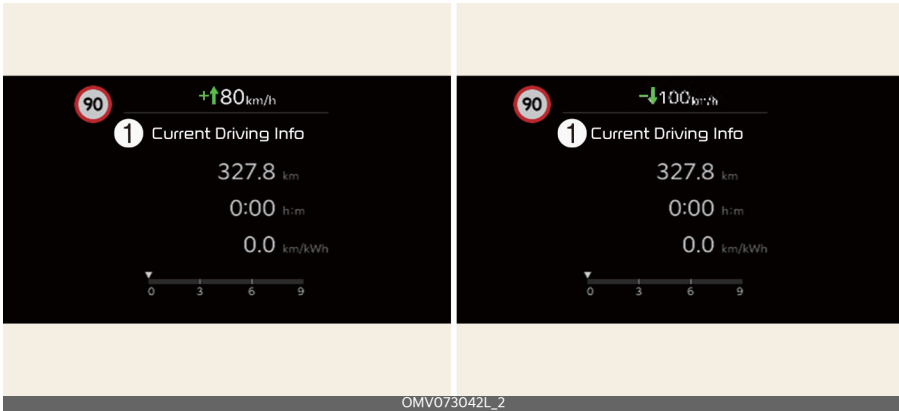 90
+↑80km/h
1 Current Driving Info
327.8 km
0:00 h:m
0.0 km/kWh
0 3 6 9
90
-↓100km/h
1 Current Driving Info
327.8 km
0:00 h:m
0.0 km/kWh
0 3 6 9
OMV073042L_2